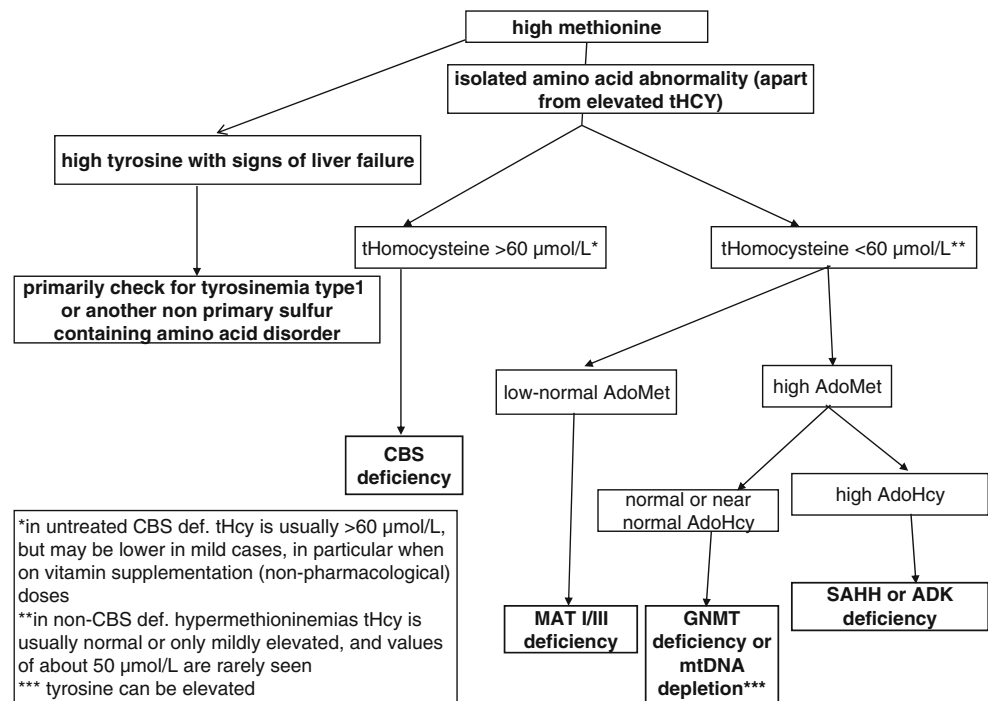 high methionine
isolated amino acid abnormality (apart
from elevated tHCY)
high tyrosine with signs of liver failure
tHomocysteine >60 µmol/L*
tHomocysteine <60 µmol/L**
primarily check for tyrosinemia type1
or another non primary sulfur
containing amino acid disorder
low-normal AdoMet
high AdoMet
CBS
deficiency
normal or near
normal AdoHcy
high AdoHcy
*in untreated CBS def. tHcy is usually >60 µmol/L,
but may be lower in mild cases, in particular when
on vitamin supplementation (non-pharmacological)
doses
**in non-CBS def. hypermethioninemias tHcy is
usually normal or only mildly elevated, and values
of about 50 µmol/L are rarely seen
*** tyrosine can be elevated
MAT I/III
deficiency
GNMT
deficiency or
mtDNA
depletion***
SAHH or ADK
deficiency